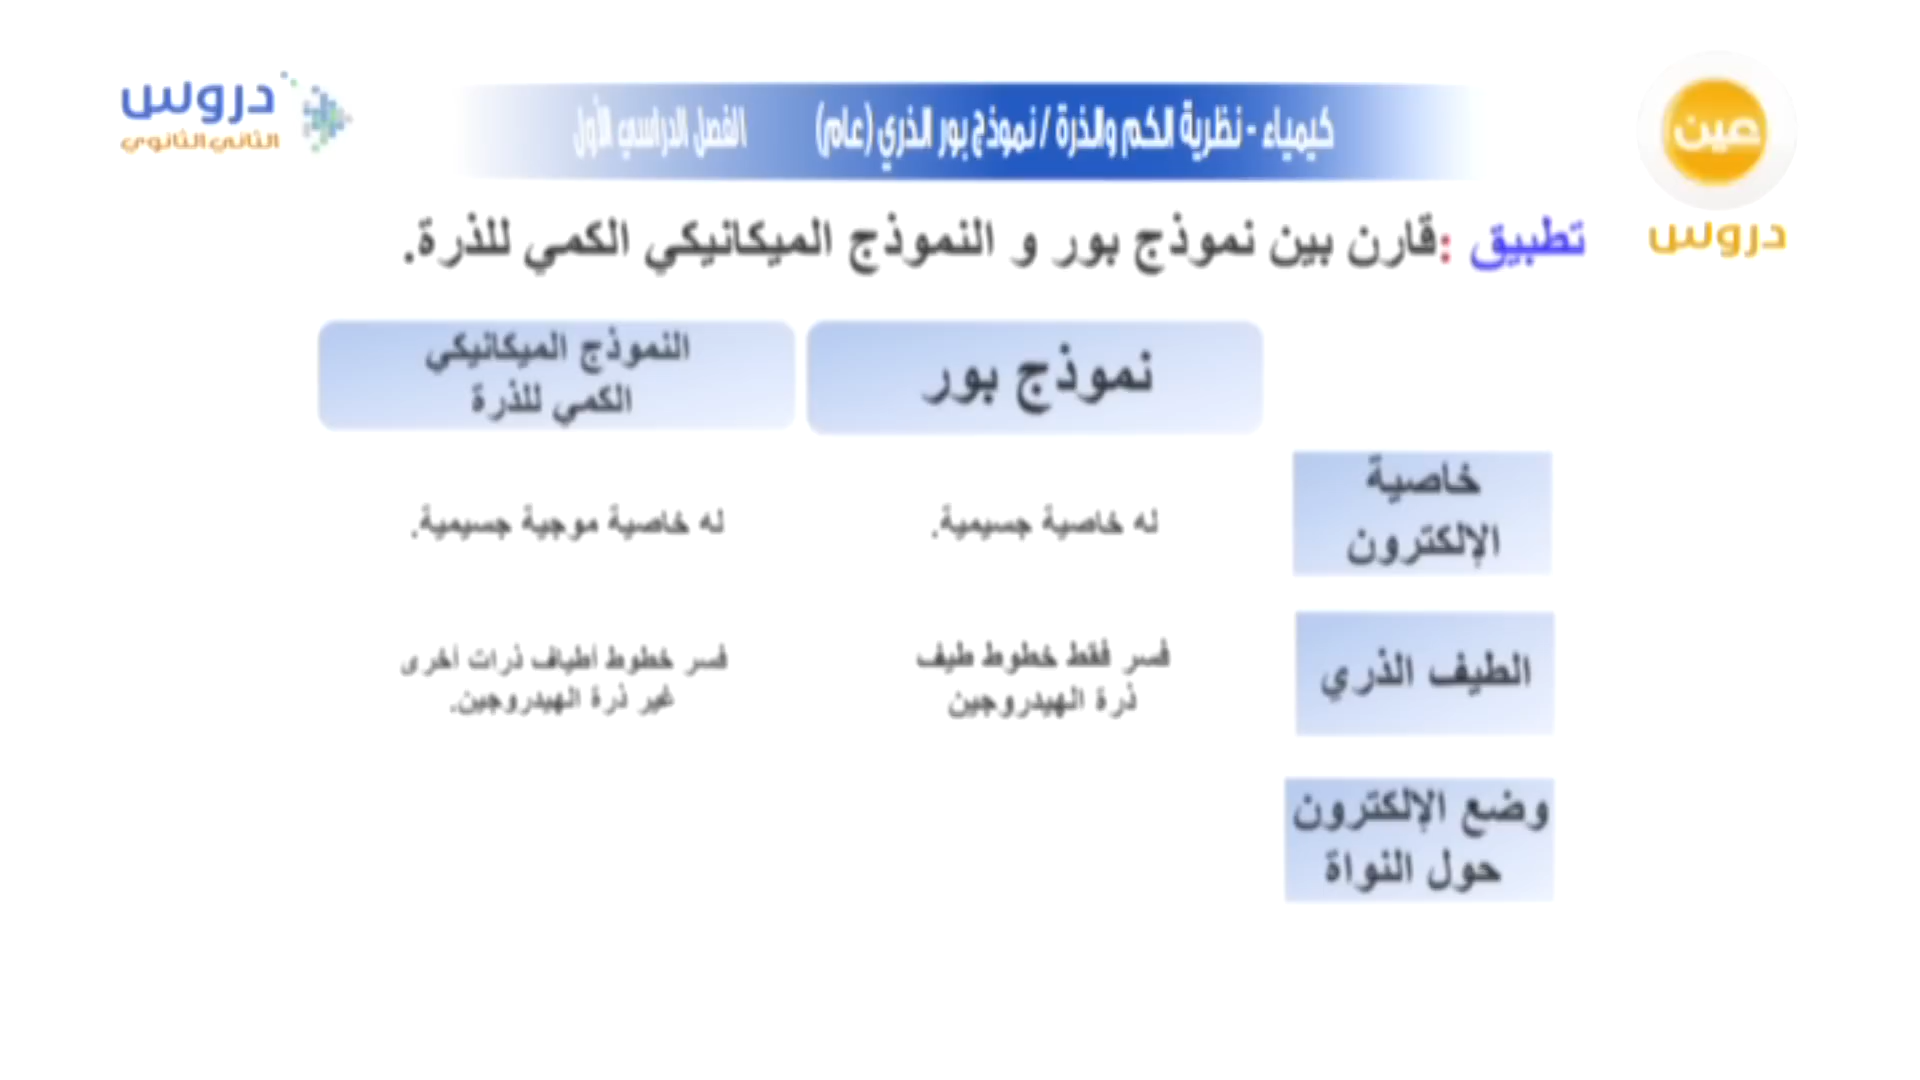 دروس
الثاني الثانوي
كيمياء - نظرية الكم والذرة / نموذج بور الذري (عام) الفصل الدراسي الأول
عين
دروس
تطبيق :قارن بين نموذج بور و النموذج الميكانيكي الكمي للذرة.
نموذج بور
النموذج الميكانيكي
الكمي للذرة
خاصية
الإلكترون
له خاصية جسيمية.
له خاصية موجية جسيمية.
الطيف الذري
فسر فقط خطوط طيف
ذرة الهيدروجين
فسر خطوط أطياف ذرات أخرى
غير ذرة الهيدروجين.
وضع الإلكترون
حول النواة